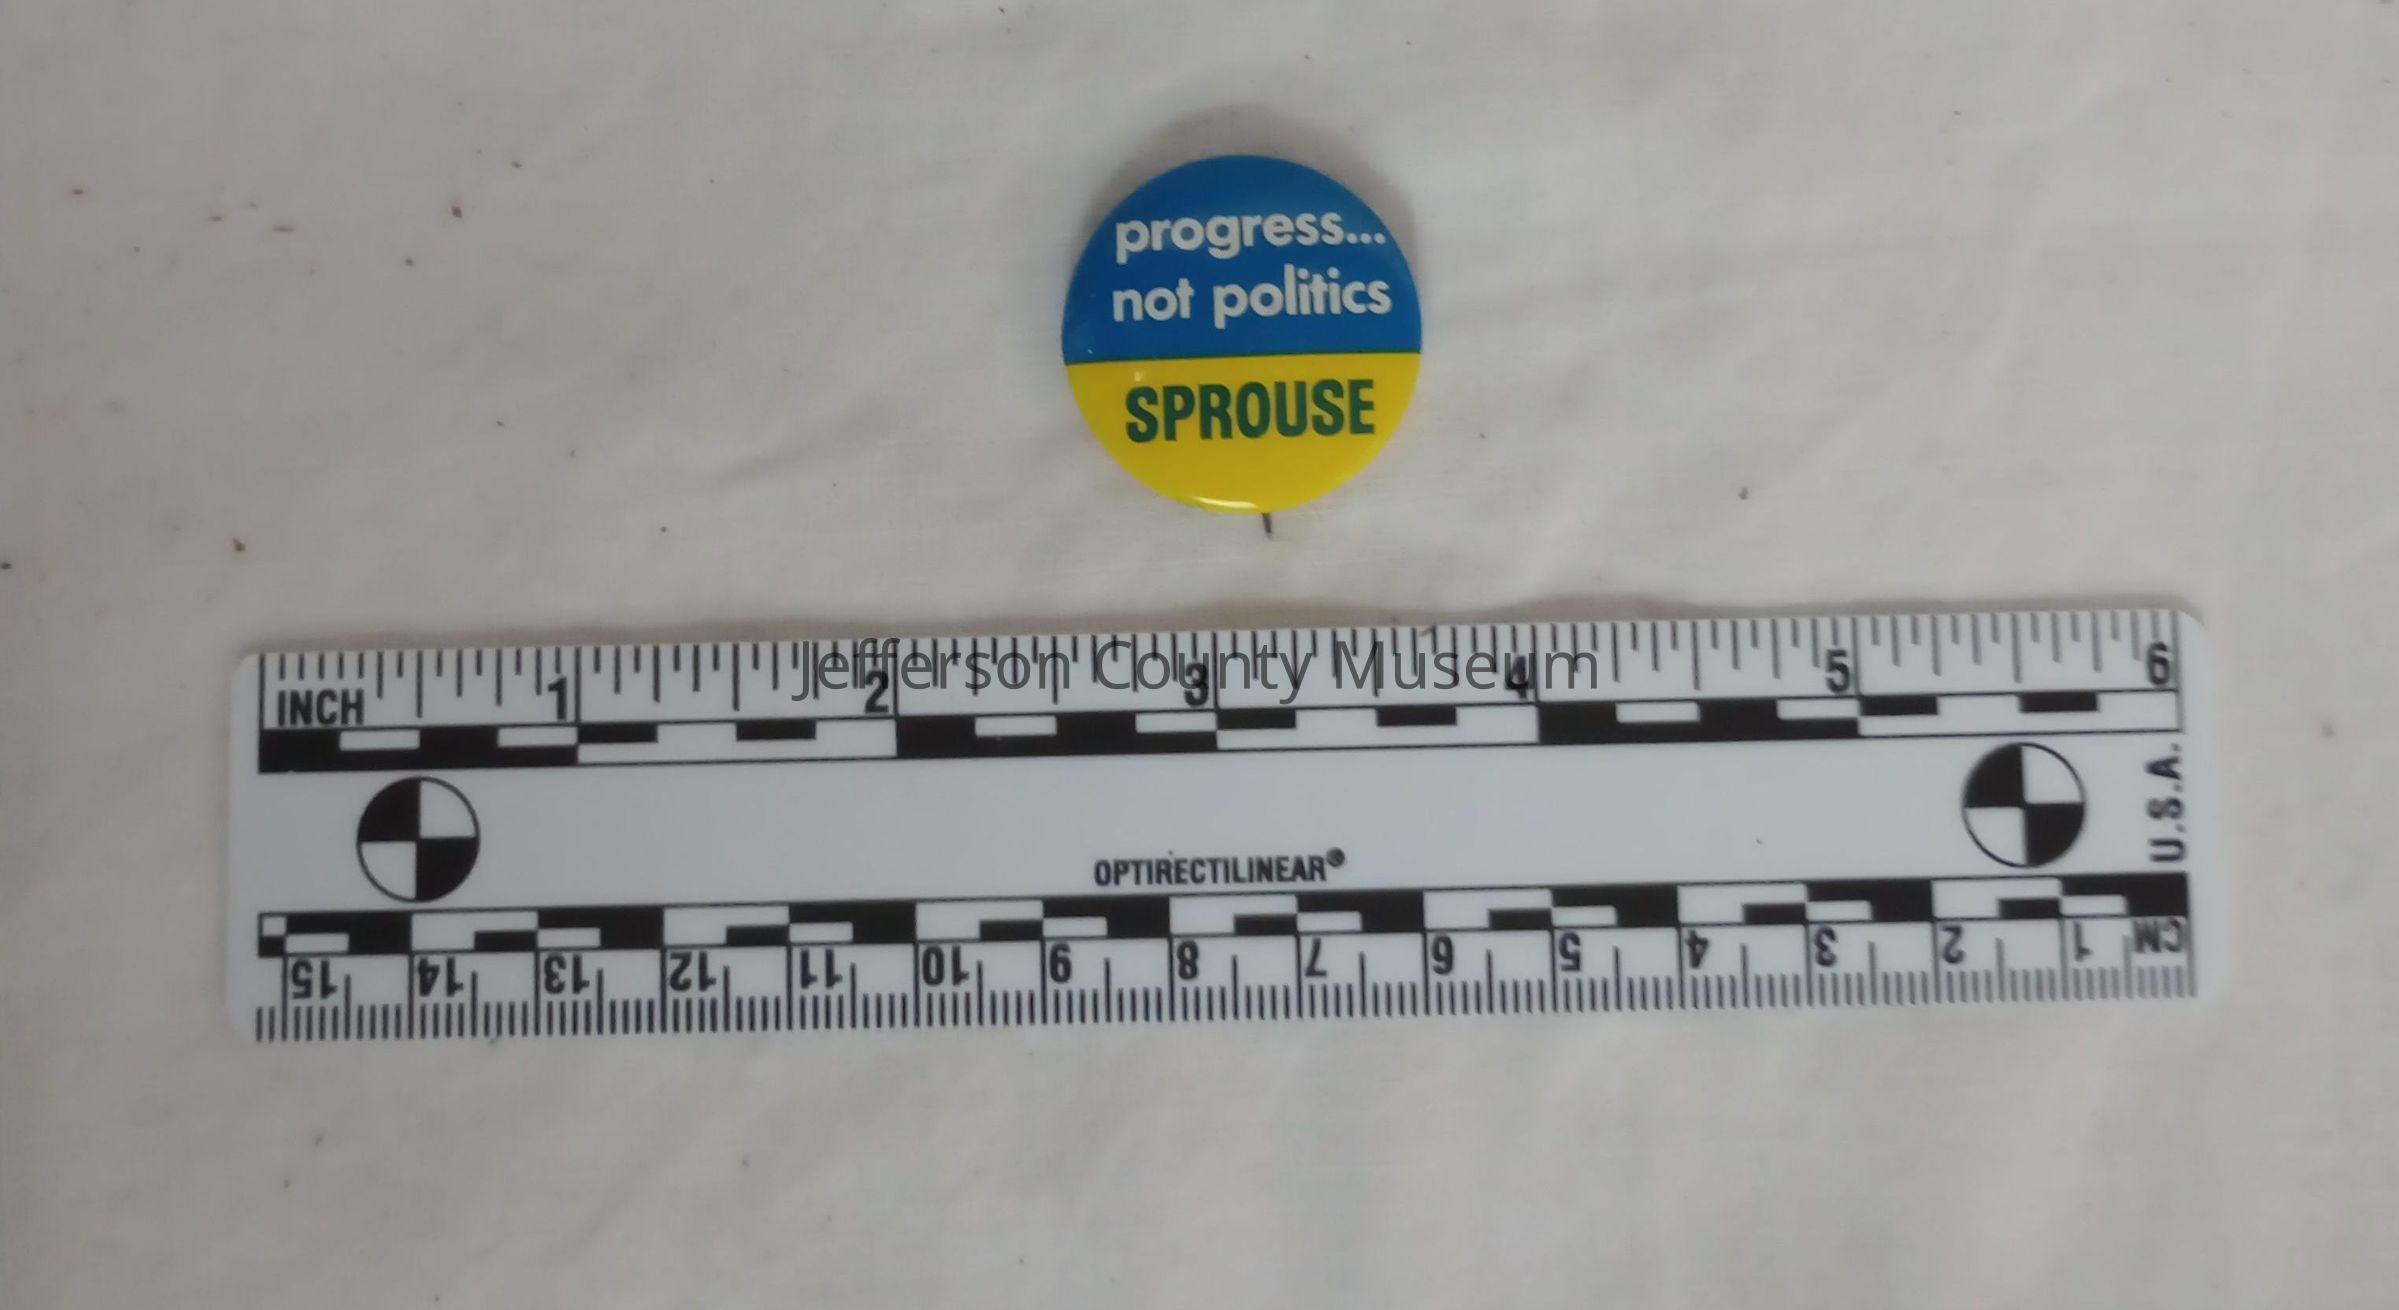 progress...
not politics
SPROUSE
Jefferson County Museum
INCH 1 2 3 4 5 6
U.S.A.
OPTIRECTILINEAR®
15 14 13 12 11 10 9 8 7 6 5 4 3 2 1 CM